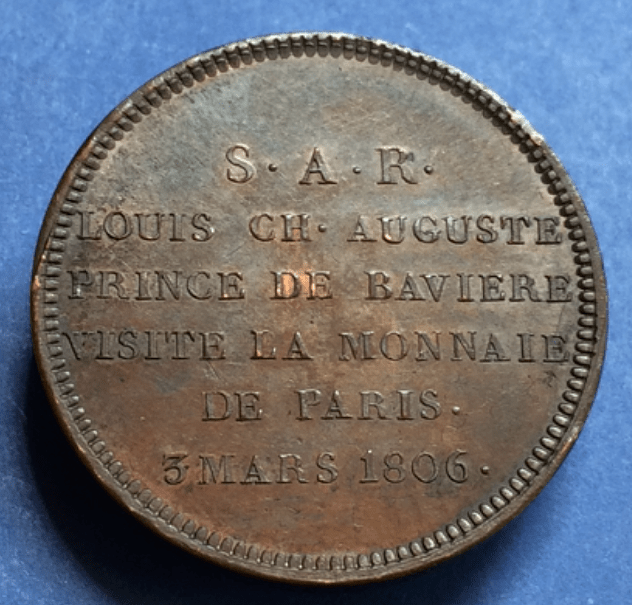 S. A. R.
LOUIS CH. AUGUSTE
PRINCE DE BAVIERE
VISITE LA MONNAIE
DE PARIS.
3 MARS 1806.